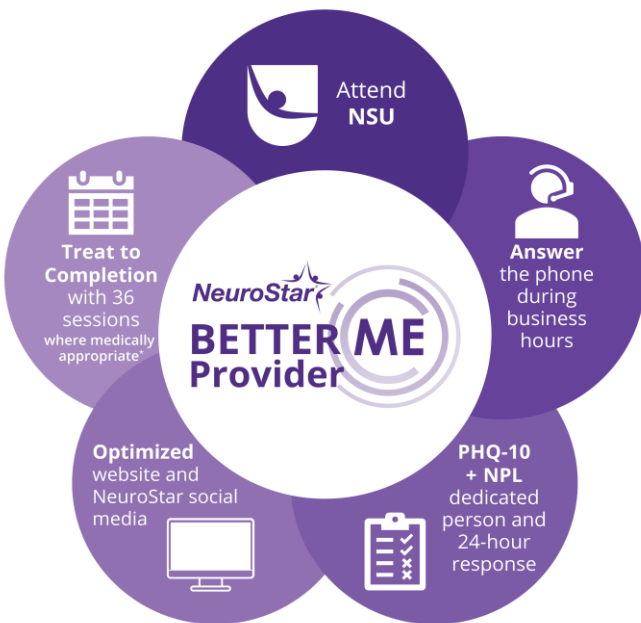 Attend
NSU
Answer
the phone
during
business
hours
PHQ-10
+ NPL
dedicated
person and
24-hour
response
Optimized
website and
NeuroStar social
media
Treat to
Completion
with 36
sessions
where medically
appropriate*
NeuroStar
BETTER ME
Provider